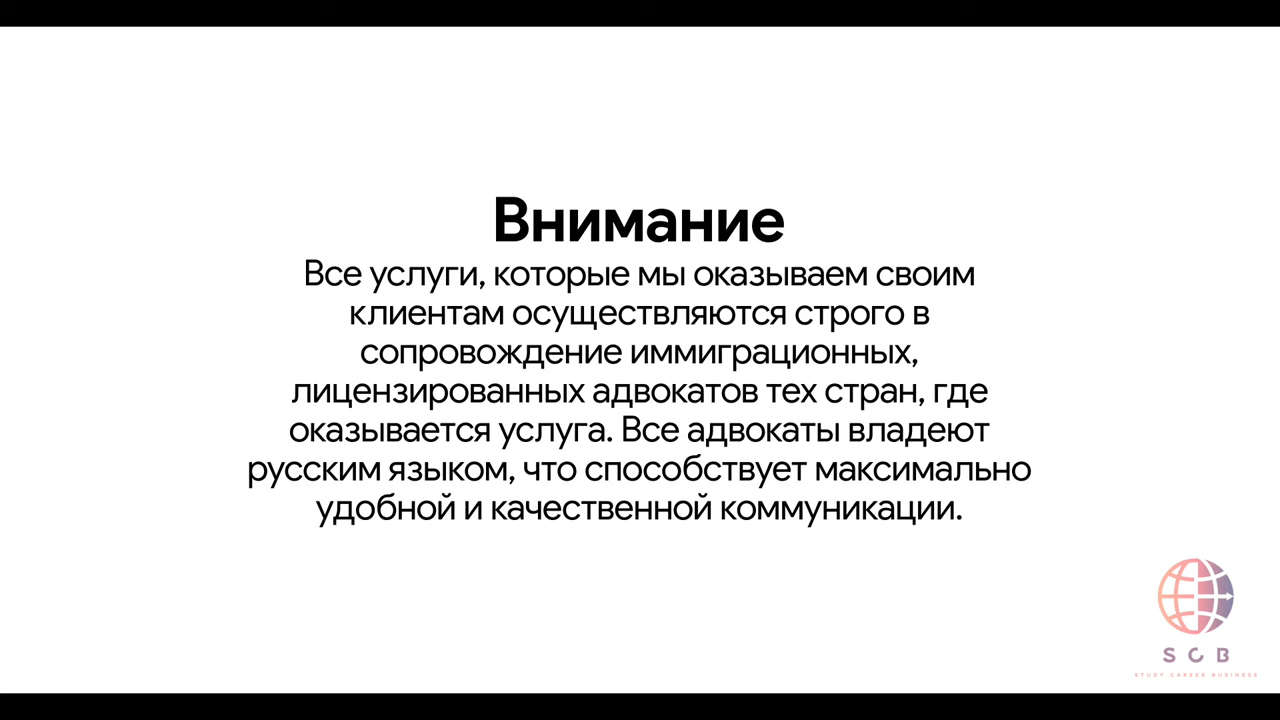 Внимание
Все услуги, которые мы оказываем своим
клиентам осуществляются строго в
сопровождение иммиграционных,
лицензированных адвокатов тех стран, где
оказывается услуга. Все адвокаты владеют
русским языком, что способствует максимально
удобной и качественной коммуникации.
SCB
STUDY CAREER BUSINESS